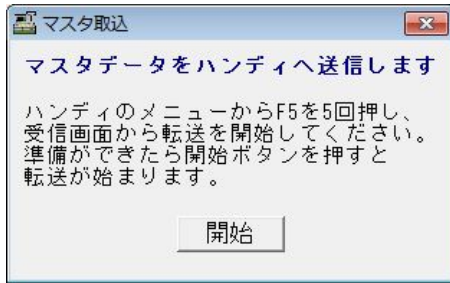 マスタ取込
マスタデータをハンディへ送信します
ハンディのメニューからF5を5回押し、
受信画面から転送を開始してください。
準備ができたら開始ボタンを押すと
転送が始まります。
開始